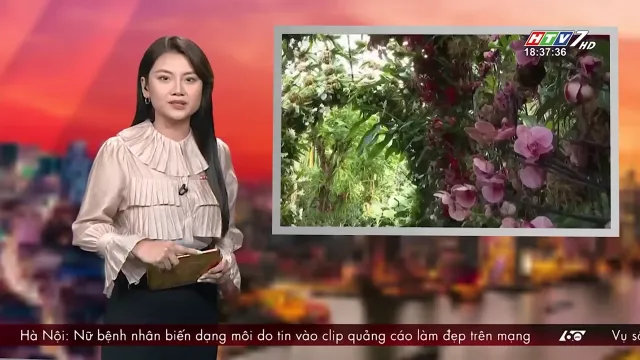 HTV7 HD
18:37:36
Hà Nội: Nữ bệnh nhân biến dạng môi do tin vào clip quảng cáo làm đẹp trên mạng
Vụ s